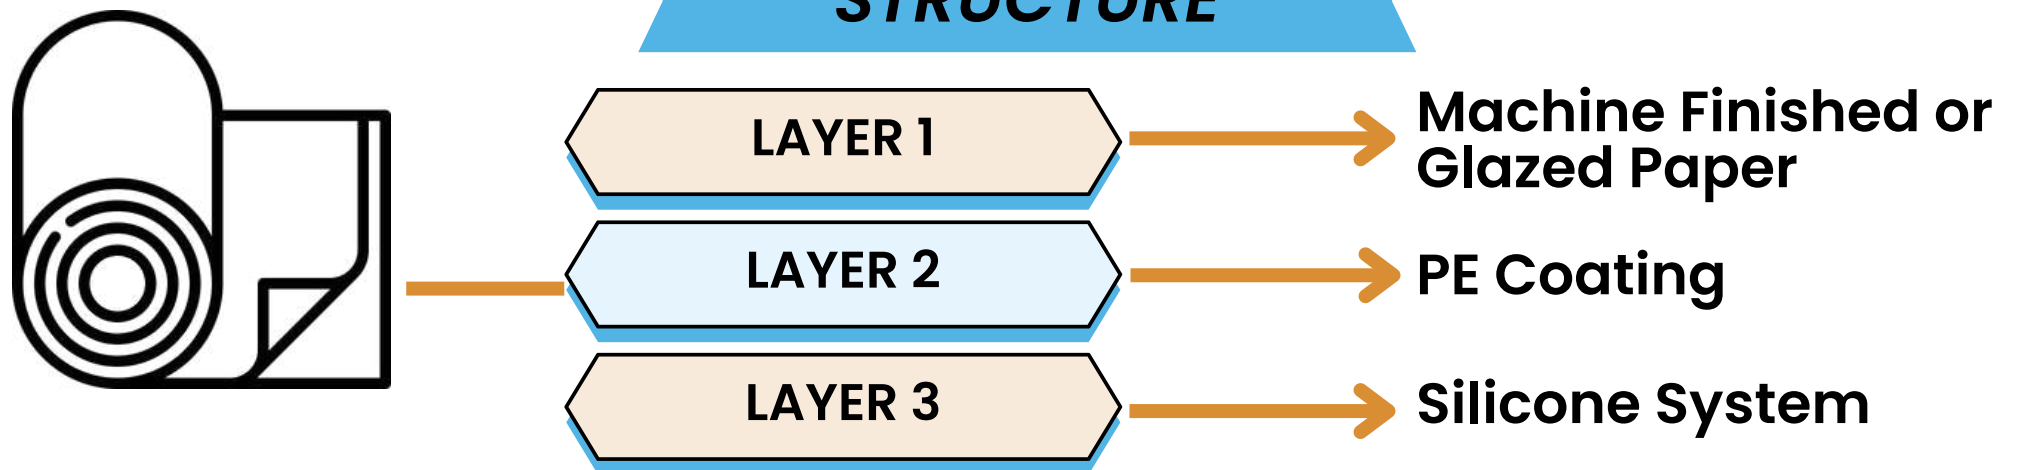 STRUCTURE
LAYER 1
Machine Finished or
Glazed Paper
LAYER 2
PE Coating
LAYER 3
Silicone System